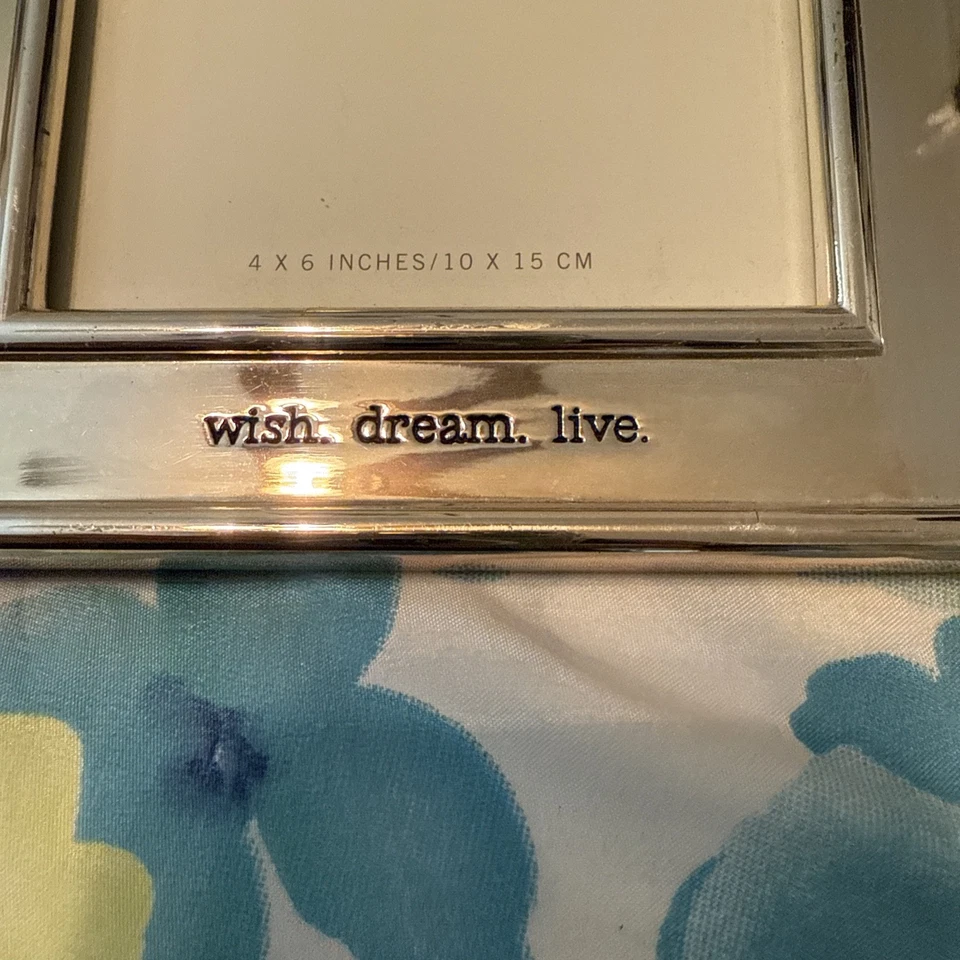 4 X 6 INCHES/10 X 15 CM
wish. dream. live.